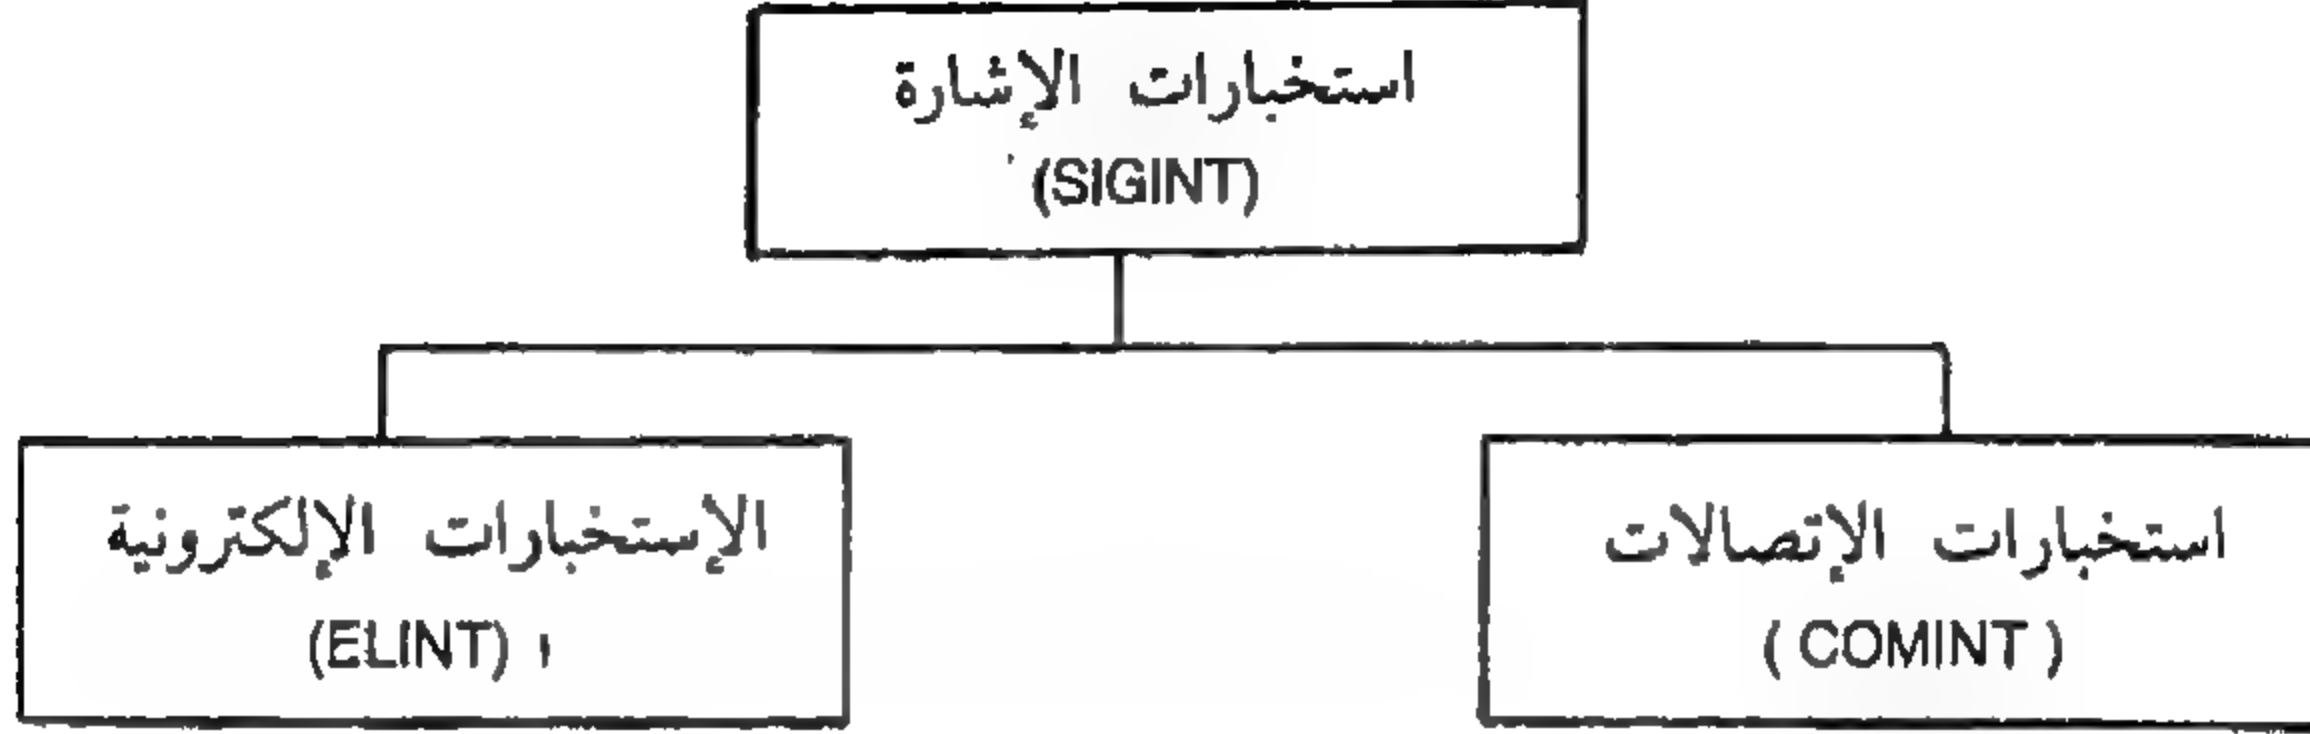 استخبارات الإشارة
(SIGINT)
استخبارات الإتصالات
( COMINT )
الإستخبارات الإلكترونية
(ELINT)